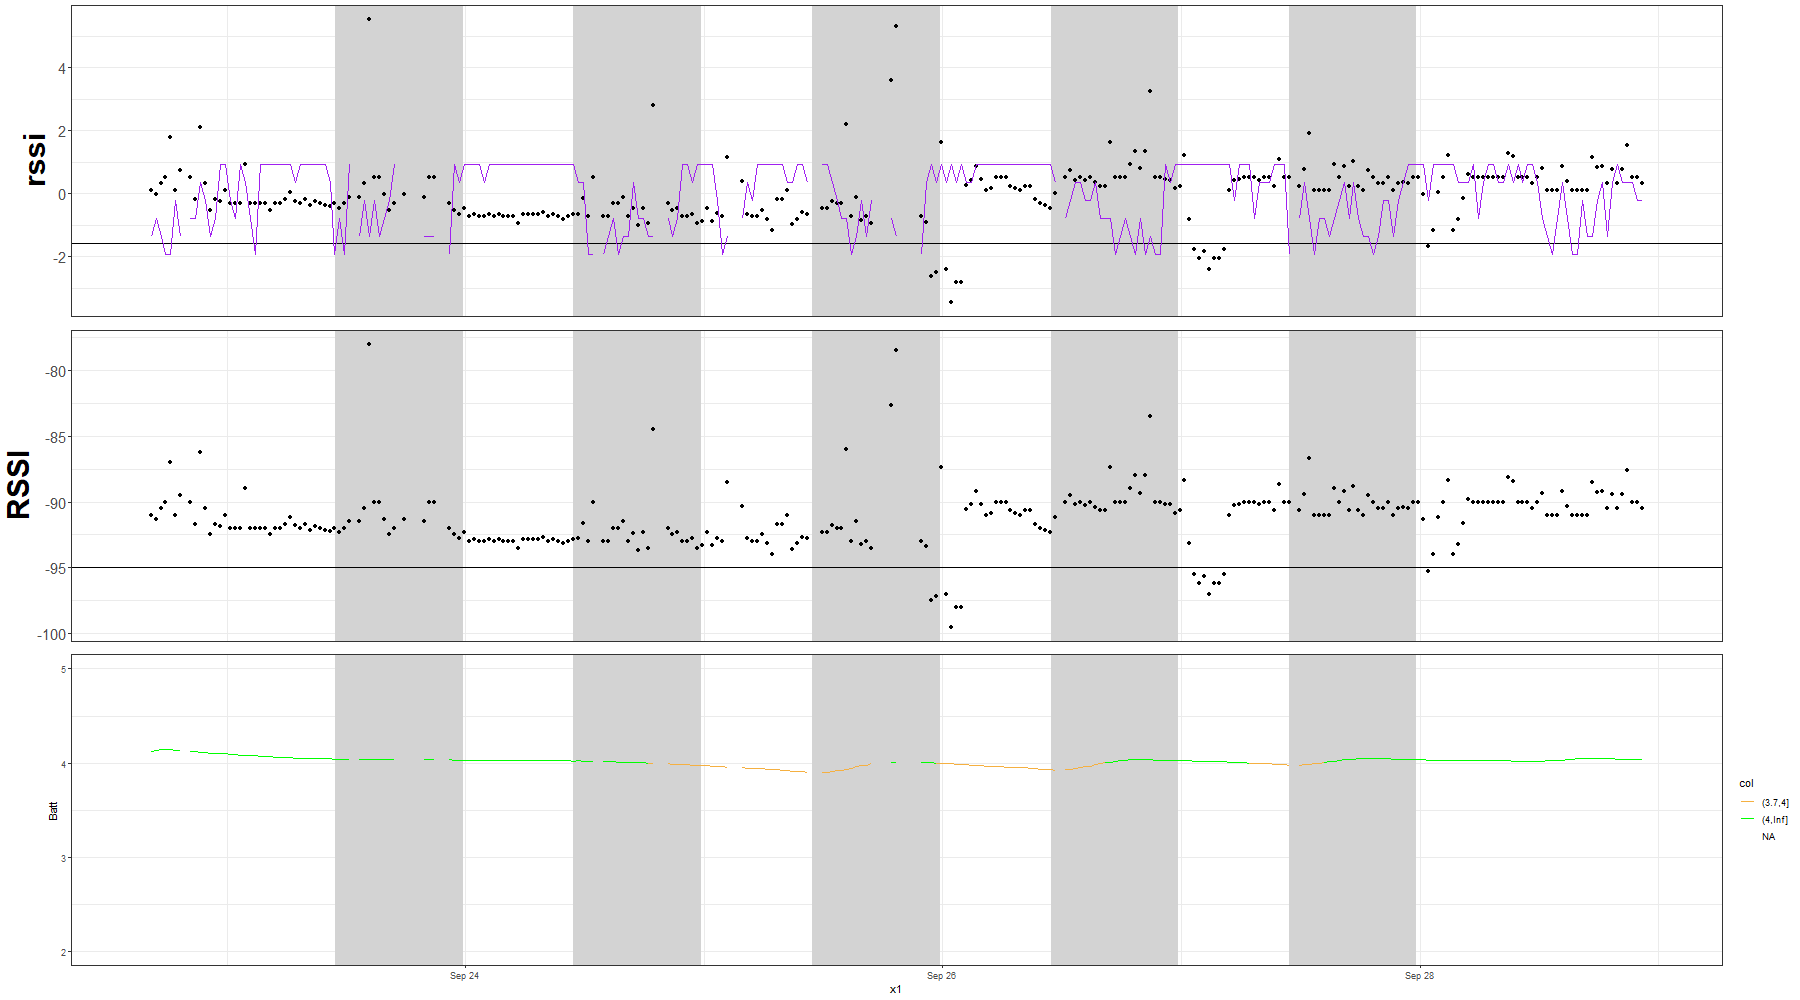 rssi
4
2
0
-2
RSSI
-80
-85
-90
-95
-100
Batt
5
4
3
2
Sep 24
Sep 26
Sep 28
x1
col
(3.7,4]
(4,Inf]
NA